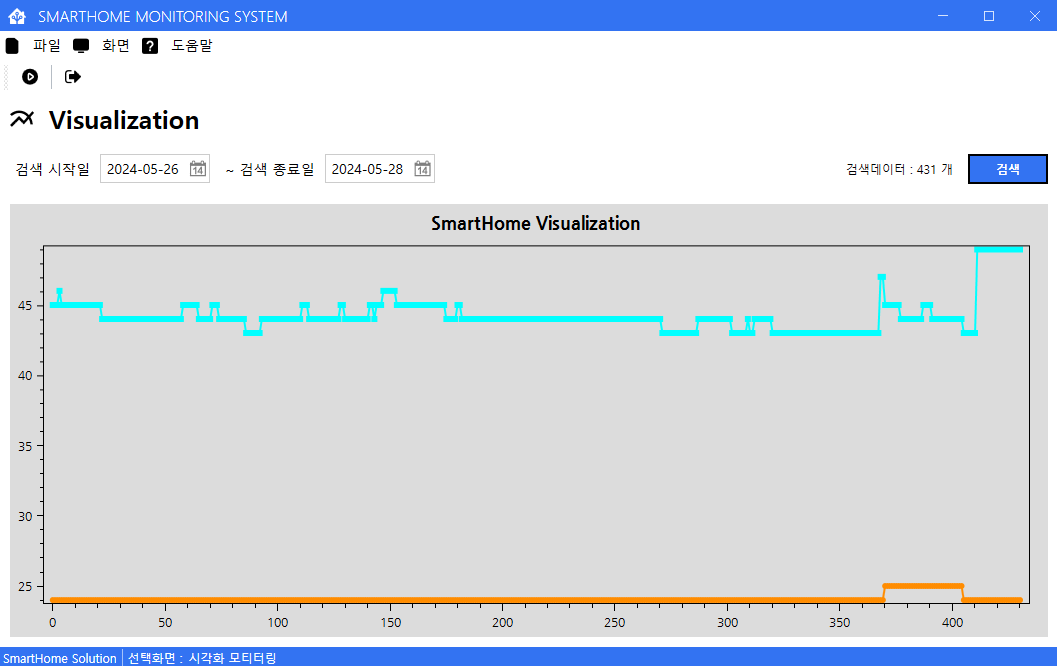 SMARTHOME MONITORING SYSTEM
파일 화면 ? 도움말
Visualization
검색 시작일 2024-05-26 14 ~ 검색 종료일 2024-05-28 14 검색데이터 : 431 개 검색
SmartHome Visualization
45
40
35
30
25
0 50 100 150 200 250 300 350 400
SmartHome Solution 선택화면 : 시각화 모티터링